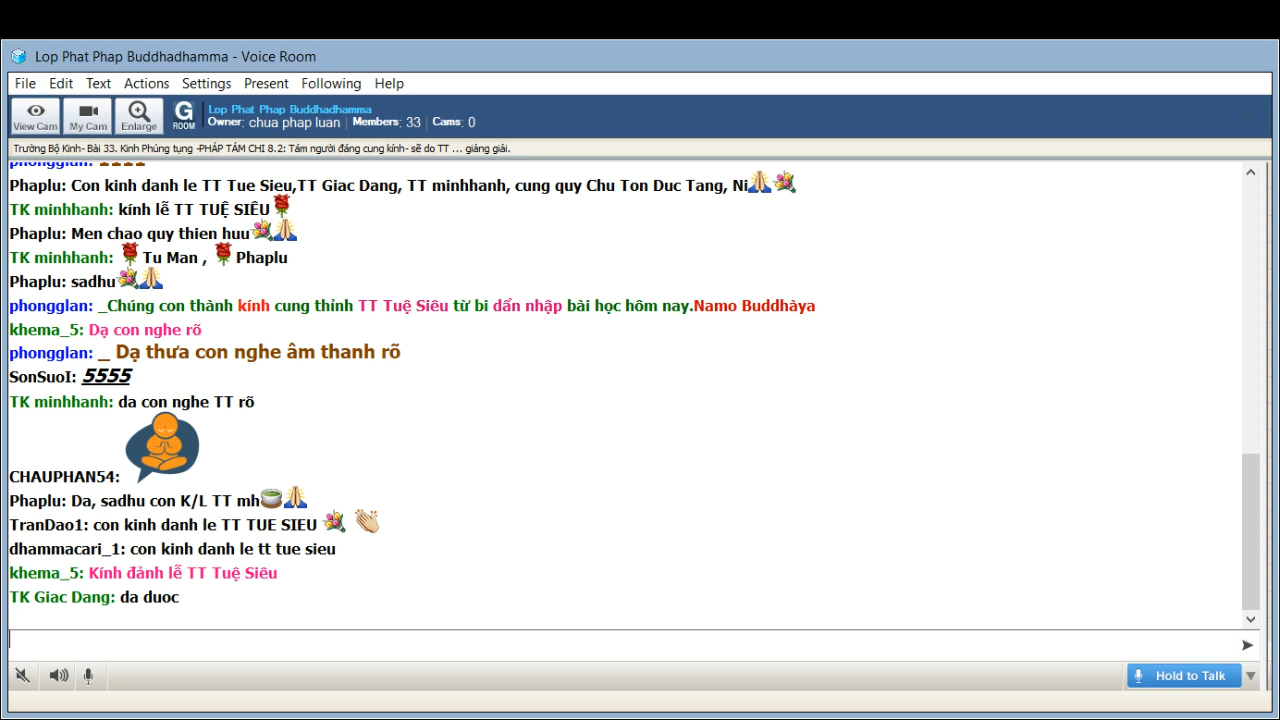 Lop Phat Phap Buddhadhamma - Voice Room
File Edit Text Actions Settings Present Following Help
View Cam My Cam Enlarge G ROOM Lop Phat Phap Buddhadhamma
Owner: chua phap luan | Members: 33 | Cams: 0
Trường Bộ Kinh- Bài 33. Kinh Phúng tụng -PHÁP TÁM CHI 8.2: Tám người đáng cung kính- sẽ do TT ... giảng giải.
phongglan:
Phaplu: Con kinh danh le TT Tue Sieu,TT Giac Dang, TT minhhanh, cung quy Chu Ton Duc Tang, Ni
TK minhhanh: kính lễ TT TUỆ SIÊU
Phaplu: Men chao quy thien huu
TK minhhanh: Tu Man , Phaplu
Phaplu: sadhu
phongglan: _Chúng con thành kính cung thỉnh TT Tuệ Siêu từ bi dẩn nhập bài học hôm nay.Namo Buddhàya
khema_5: Dạ con nghe rõ
phongglan: _ Dạ thưa con nghe âm thanh rõ
SonSuoI: 5555
TK minhhanh: da con nghe TT rõ
CHAUPHAN54:
Phaplu: Da, sadhu con K/L TT mh
TranDao1: con kinh danh le TT TUE SIEU
dhammacari_1: con kinh danh le tt tue sieu
khema_5: Kính đảnh lễ TT Tuệ Siêu
TK Giac Dang: da duoc
Hold to Talk